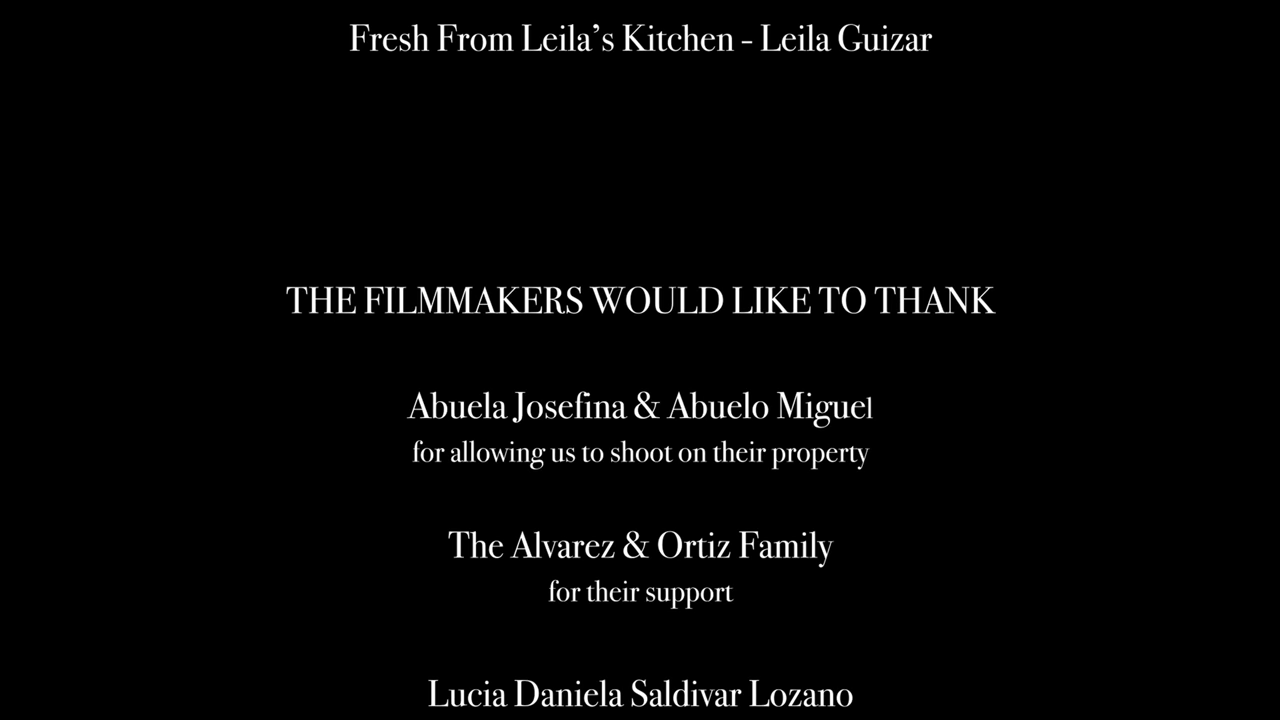 Fresh From Leila’s Kitchen - Leila Guizar
THE FILMMAKERS WOULD LIKE TO THANK
Abuela Josefina & Abuelo Miguel
for allowing us to shoot on their property
The Alvarez & Ortiz Family
for their support
Lucia Daniela Saldivar Lozano